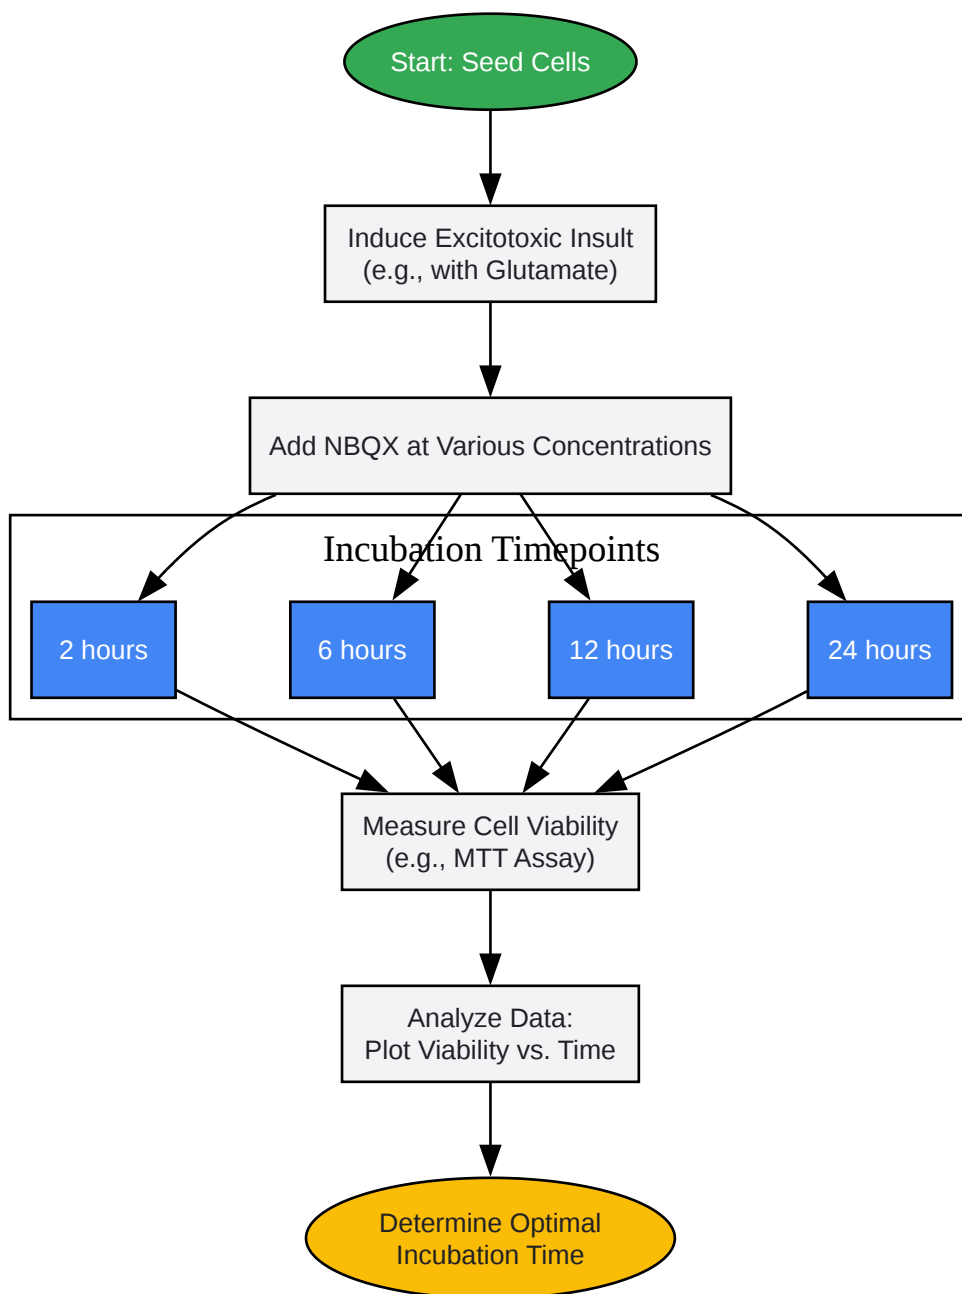 Start: Seed Cells
Induce Excitotoxic Insult
(e.g., with Glutamate)
Add NBQX at Various Concentrations
Incubation Timepoints
2 hours
6 hours
12 hours
24 hours
Measure Cell Viability
(e.g., MTT Assay)
Analyze Data:
Plot Viability vs. Time
Determine Optimal
Incubation Time